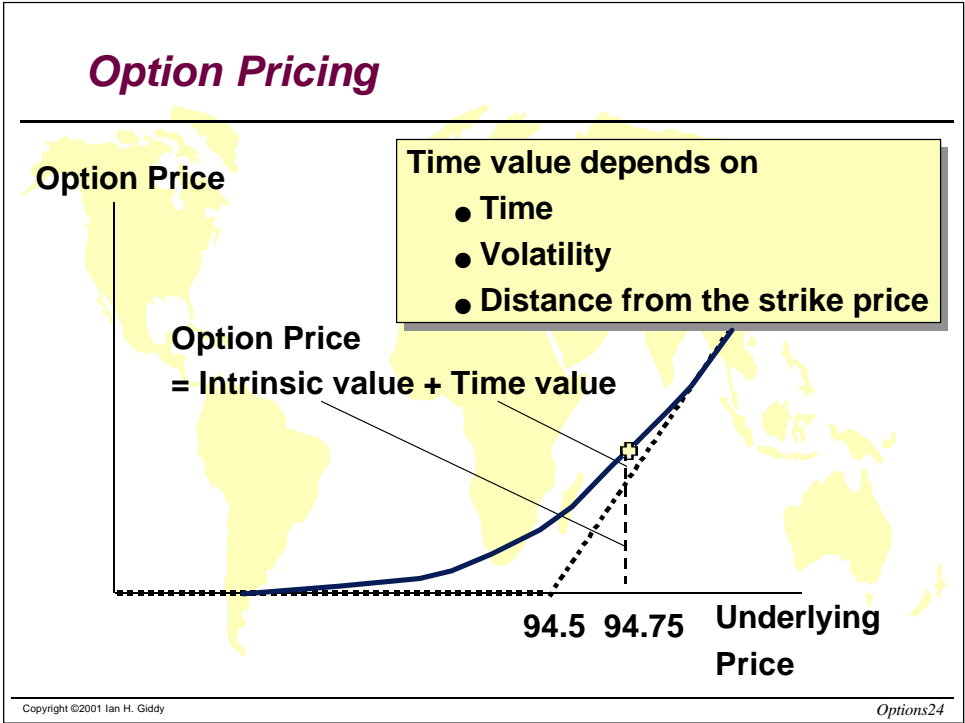 Option Pricing
Option Price
Time value depends on
● Time
● Volatility
● Distance from the strike price
Option Price
= Intrinsic value + Time value
94.5 94.75
Underlying
Price
Copyright ©2001 Ian H. Giddy
Options24